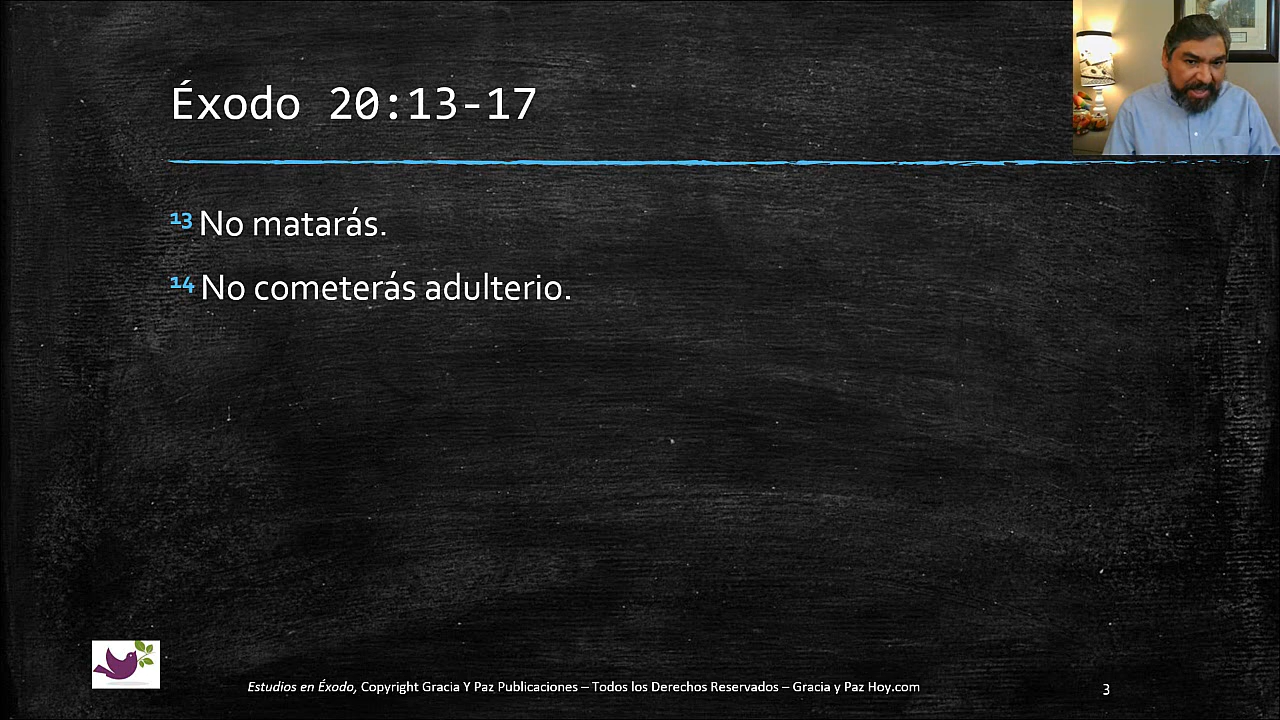 Éxodo 20:13-17
13 No matarás.
14 No cometerás adulterio.
Estudios en Éxodo, Copyright Gracia Y Paz Publicaciones – Todos los Derechos Reservados – Gracia y Paz Hoy.com
3